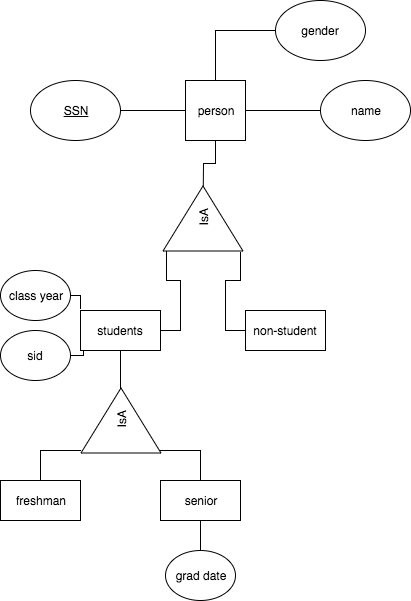 gender
SSN
person
name
IsA
class year
students
non-student
sid
IsA
freshman
senior
grad date